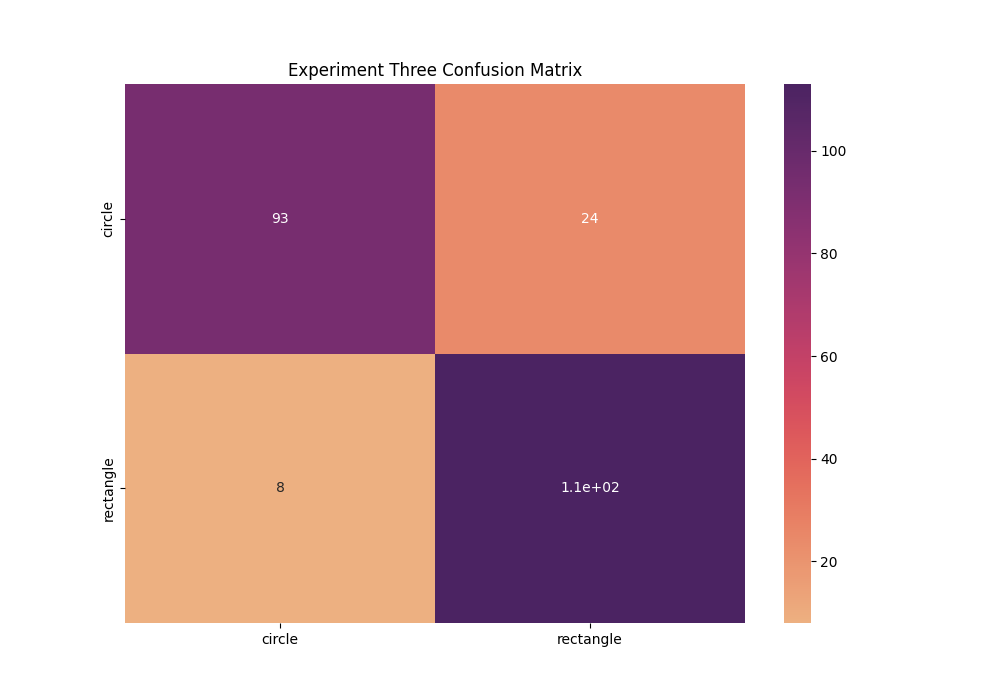 Experiment Three Confusion Matrix
circle
93
24
rectangle
8
1.1e+02
circle
rectangle
100
80
60
40
20